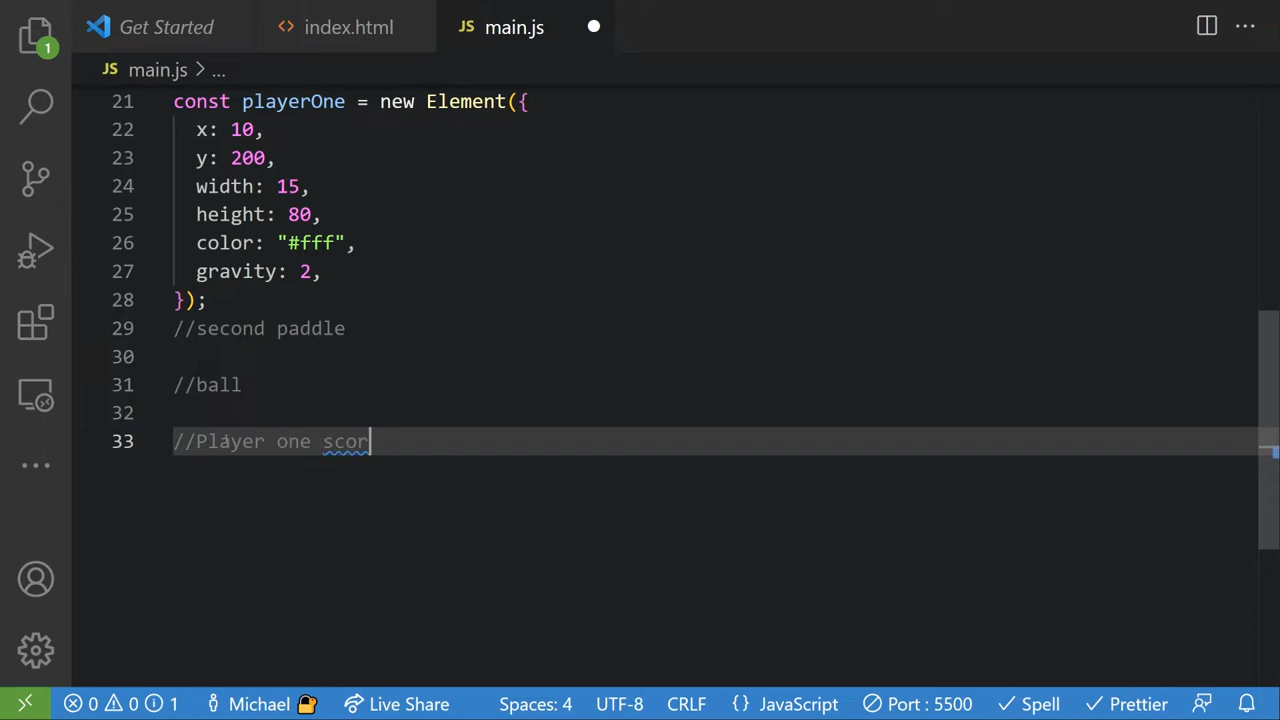 1
Get Started
<> index.html
JS main.js
JS main.js > ...
21 const playerOne = new Element({
22 x: 10,
23 y: 200,
24 width: 15,
25 height: 80,
26 color: "#fff",
27 gravity: 2,
28 });
29 //second paddle
30
31 //ball
32
33 //Player one scor
0 0 1 Michael Live Share Spaces: 4 UTF-8 CRLF {} JavaScript Port : 5500 Spell Prettier